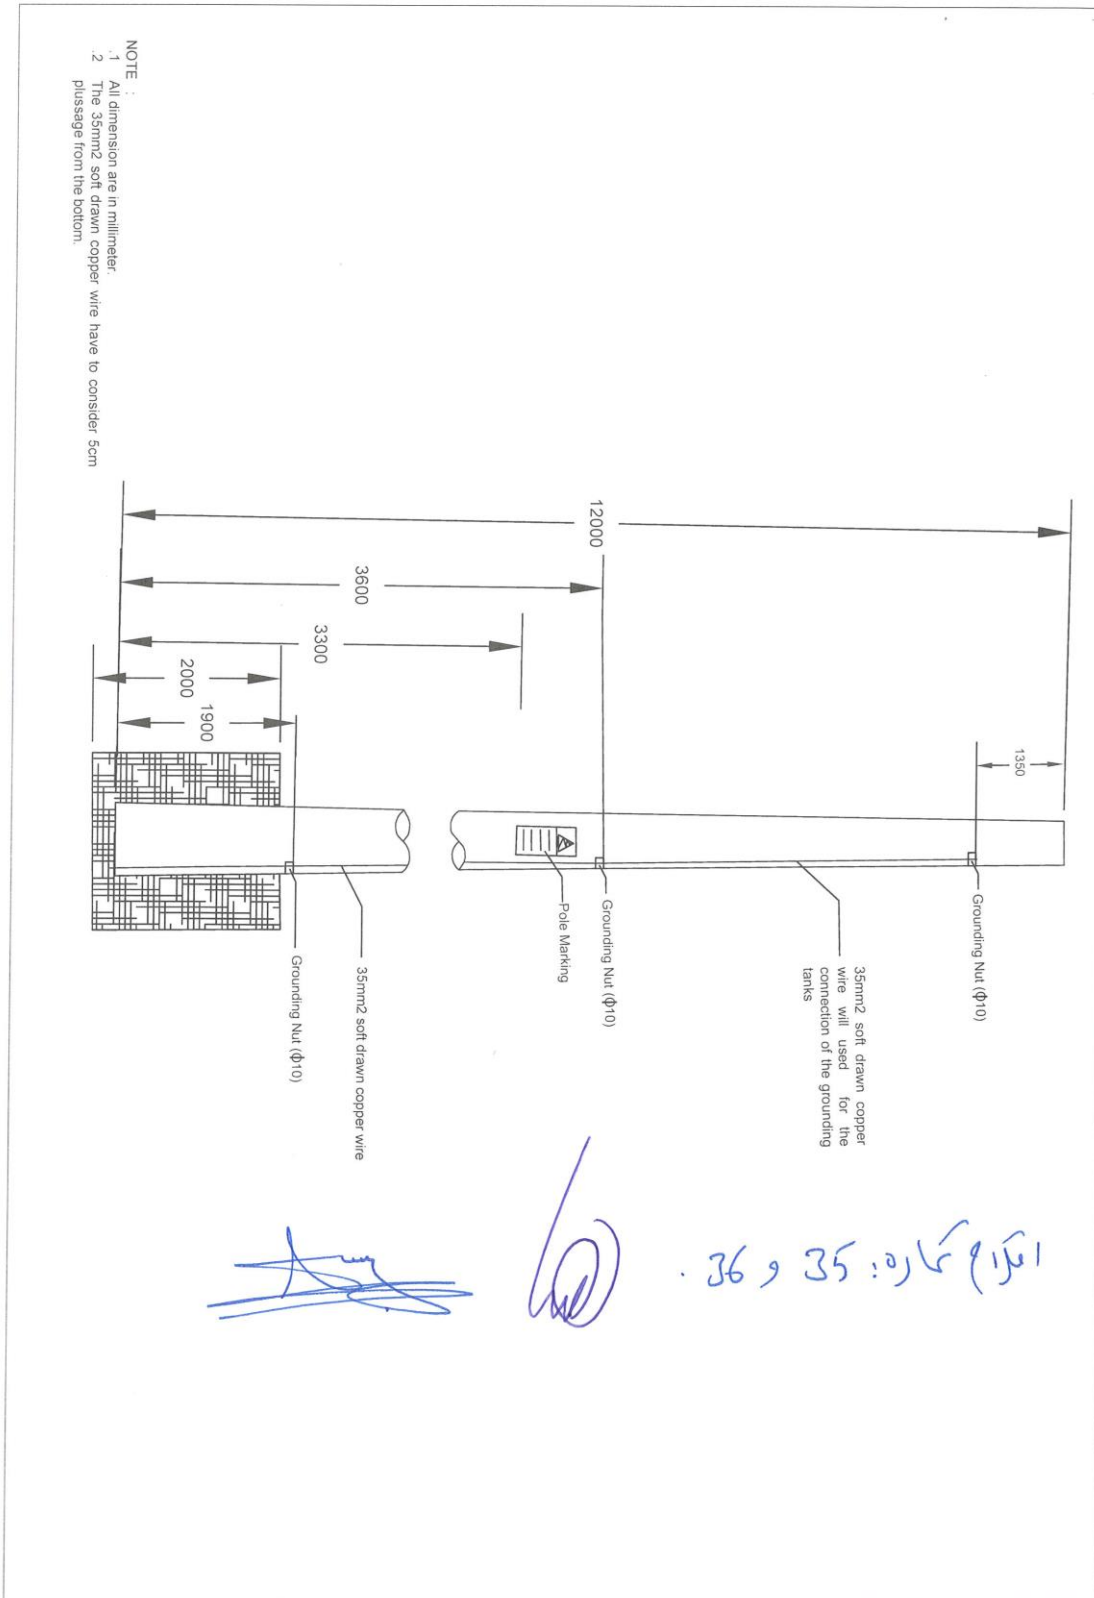 NOTE :
.1 All dimension are in millimeter.
.2 The 35mm2 soft drawn copper wire have to consider 5cm
plussage from the bottom.
12000
3600
3300
2000
1900
1350
Grounding Nut (ϕ10)
35mm2 soft drawn copper
wire will used for the
connection of the grounding
tanks
Grounding Nut (ϕ10)
Pole Marking
35mm2 soft drawn copper wire
Grounding Nut (ϕ10)
35 و 36 .